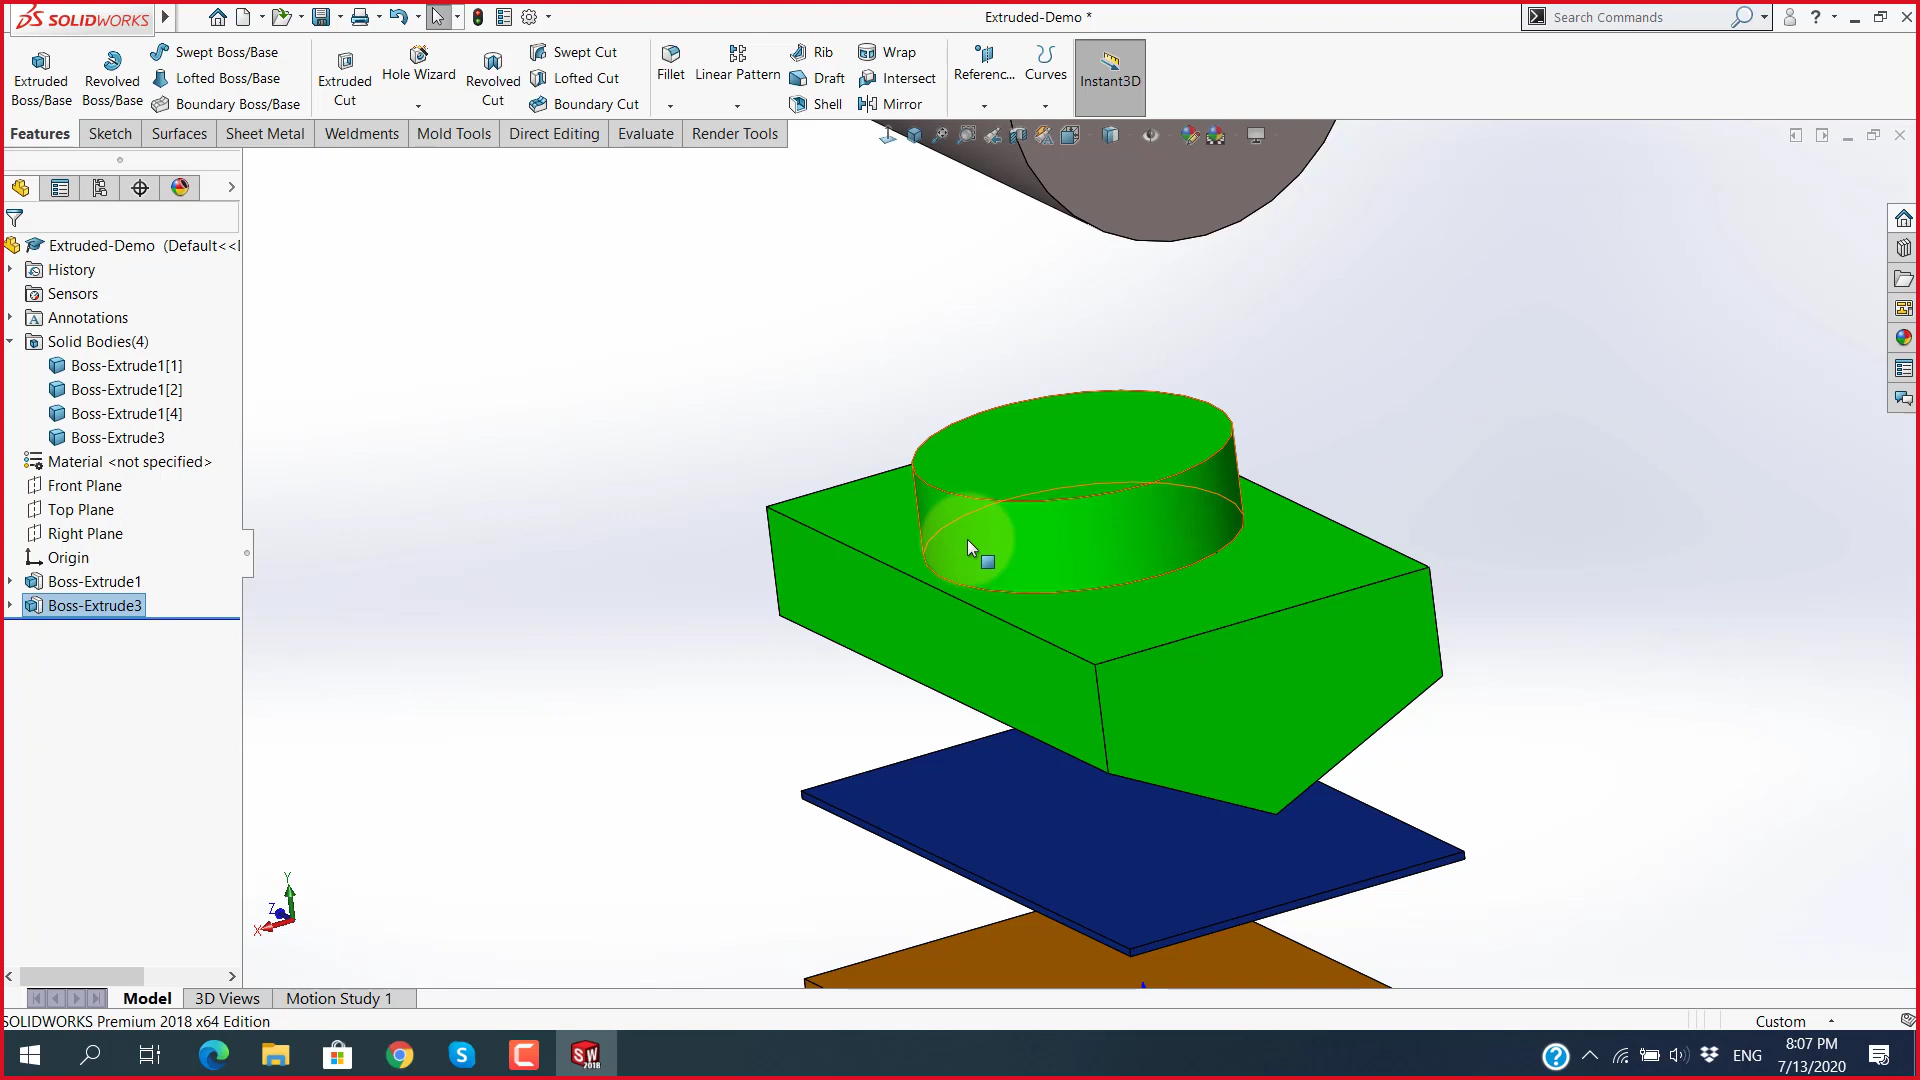 SOLIDWORKS
Extruded-Demo *
Search Commands
?
Extruded Boss/Base
Revolved Boss/Base
Swept Boss/Base
Lofted Boss/Base
Boundary Boss/Base
Extruded Cut
Hole Wizard
Revolved Cut
Swept Cut
Lofted Cut
Boundary Cut
Fillet
Linear Pattern
Rib
Draft
Shell
Wrap
Intersect
Mirror
Referenc...
Curves
Instant3D
Features
Sketch
Surfaces
Sheet Metal
Weldments
Mold Tools
Direct Editing
Evaluate
Render Tools
Extruded-Demo (Default<<
History
Sensors
Annotations
Solid Bodies(4)
Boss-Extrude1[1]
Boss-Extrude1[2]
Boss-Extrude1[4]
Boss-Extrude3
Material <not specified>
Front Plane
Top Plane
Right Plane
Origin
Boss-Extrude1
Boss-Extrude3
Y
Z
X
Model
3D Views
Motion Study 1
SOLIDWORKS Premium 2018 x64 Edition
Custom
SW
2018
ENG
8:07 PM
7/13/2020